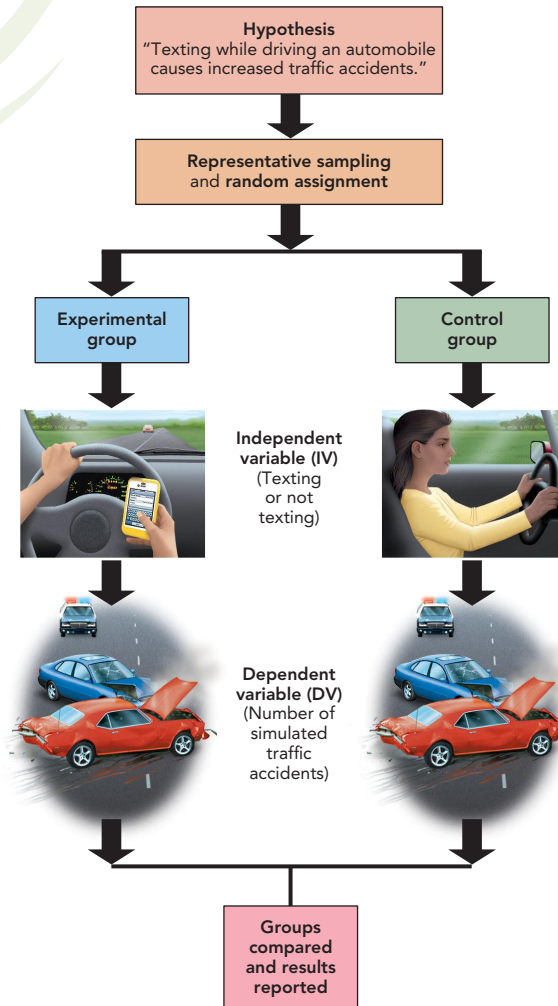 Hypothesis
“Texting while driving an automobile
causes increased traffic accidents.”
Representative sampling
and random assignment
Experimental
group
Control
group
Independent
variable (IV)
(Texting
or not
texting)
Dependent
variable (DV)
(Number of
simulated
traffic
accidents)
Groups
compared
and results
reported